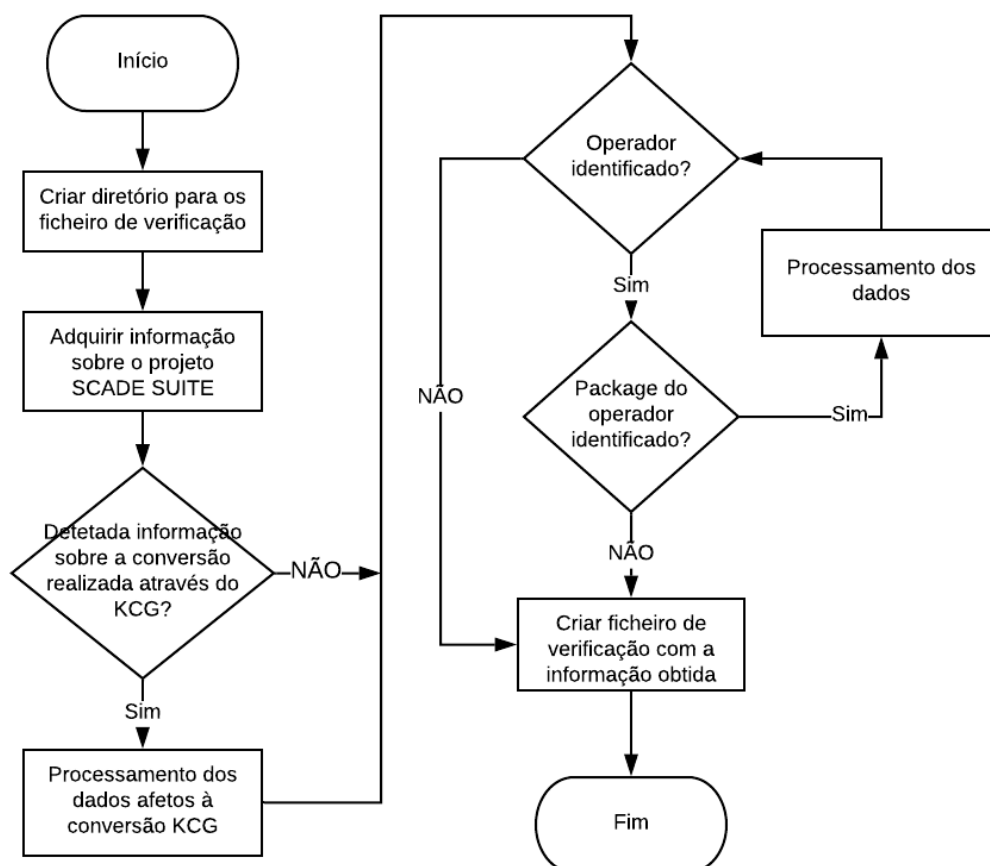 Início
Criar diretório para os
ficheiro de verificação
Adquirir informação
sobre o projeto
SCADE SUITE
Detetada informação
sobre a conversão
realizada através do
KCG?
NÃO
Sim
Processamento dos
dados afetos à
conversão KCG
Operador
identificado?
Sim
NÃO
Package do
operador
identificado?
Sim
Processamento dos
dados
NÃO
Criar ficheiro de
verificação com a
informação obtida
Fim